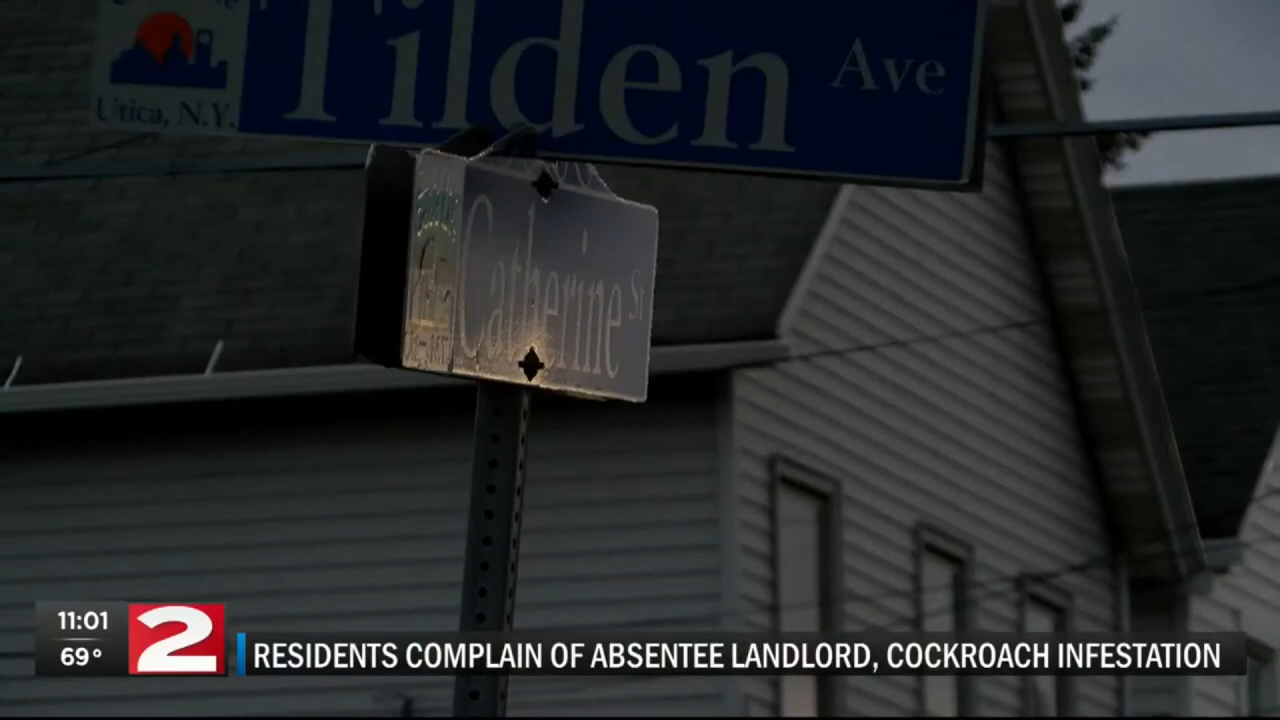 Tilden Ave
Utica, N.Y.
Catherine St
11:01
69°
2
RESIDENTS COMPLAIN OF ABSENTEE LANDLORD, COCKROACH INFESTATION